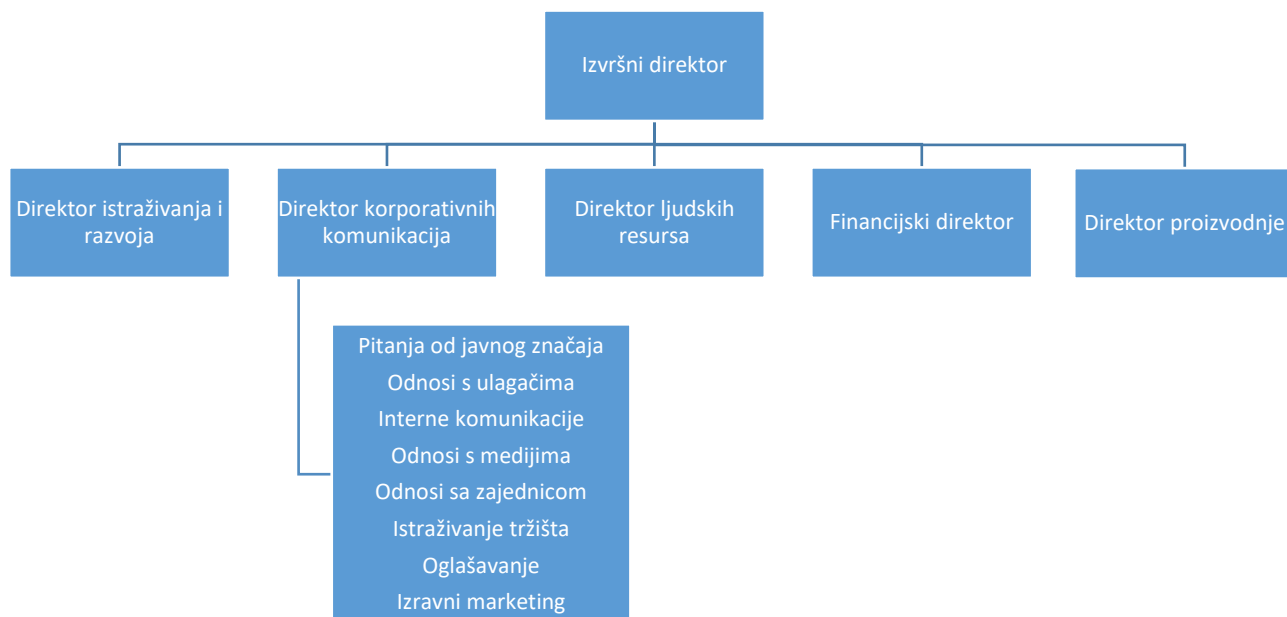 Izvršni direktor
Direktor istraživanja i
razvoja
Direktor korporativnih
komunikacija
Direktor ljudskih
resursa
Financijski direktor
Direktor proizvodnje
Pitanja od javnog značaja
Odnosi s ulagačima
Interne komunikacije
Odnosi s medijima
Odnosi sa zajednicom
Istraživanje tržišta
Oglašavanje
Izravni marketing